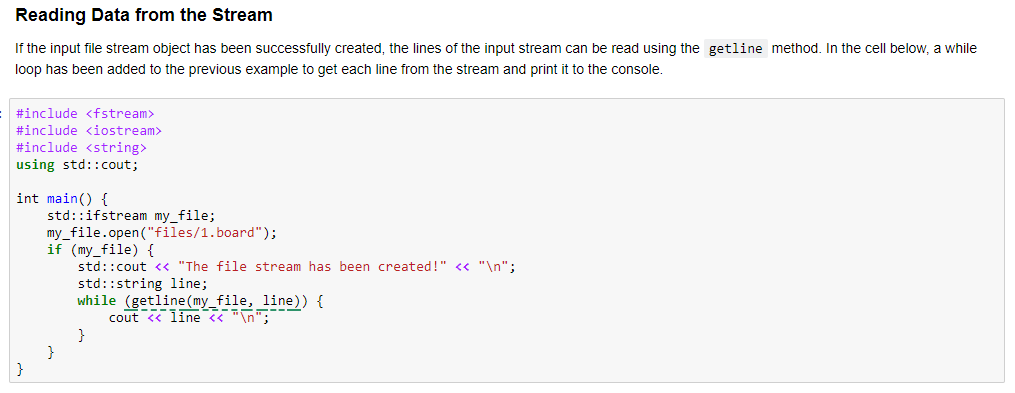 Reading Data from the Stream
If the input file stream object has been successfully created, the lines of the input stream can be read using the getline method. In the cell below, a while
loop has been added to the previous example to get each line from the stream and print it to the console.
#include <fstream>
#include <iostream>
#include <string>
using std::cout;

int main() {
    std::ifstream my_file;
    my_file.open("files/1.board");
    if (my_file) {
        std::cout << "The file stream has been created!" << "\n";
        std::string line;
        while (getline(my_file, line)) {
            cout << line << "\n";
        }
    }
}